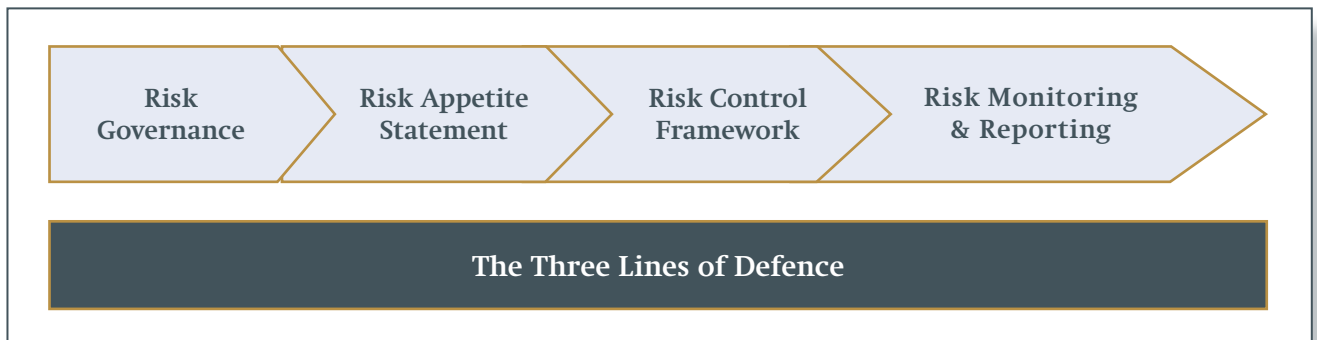 Risk
Governance
Risk Appetite
Statement
Risk Control
Framework
Risk Monitoring
& Reporting
The Three Lines of Defence